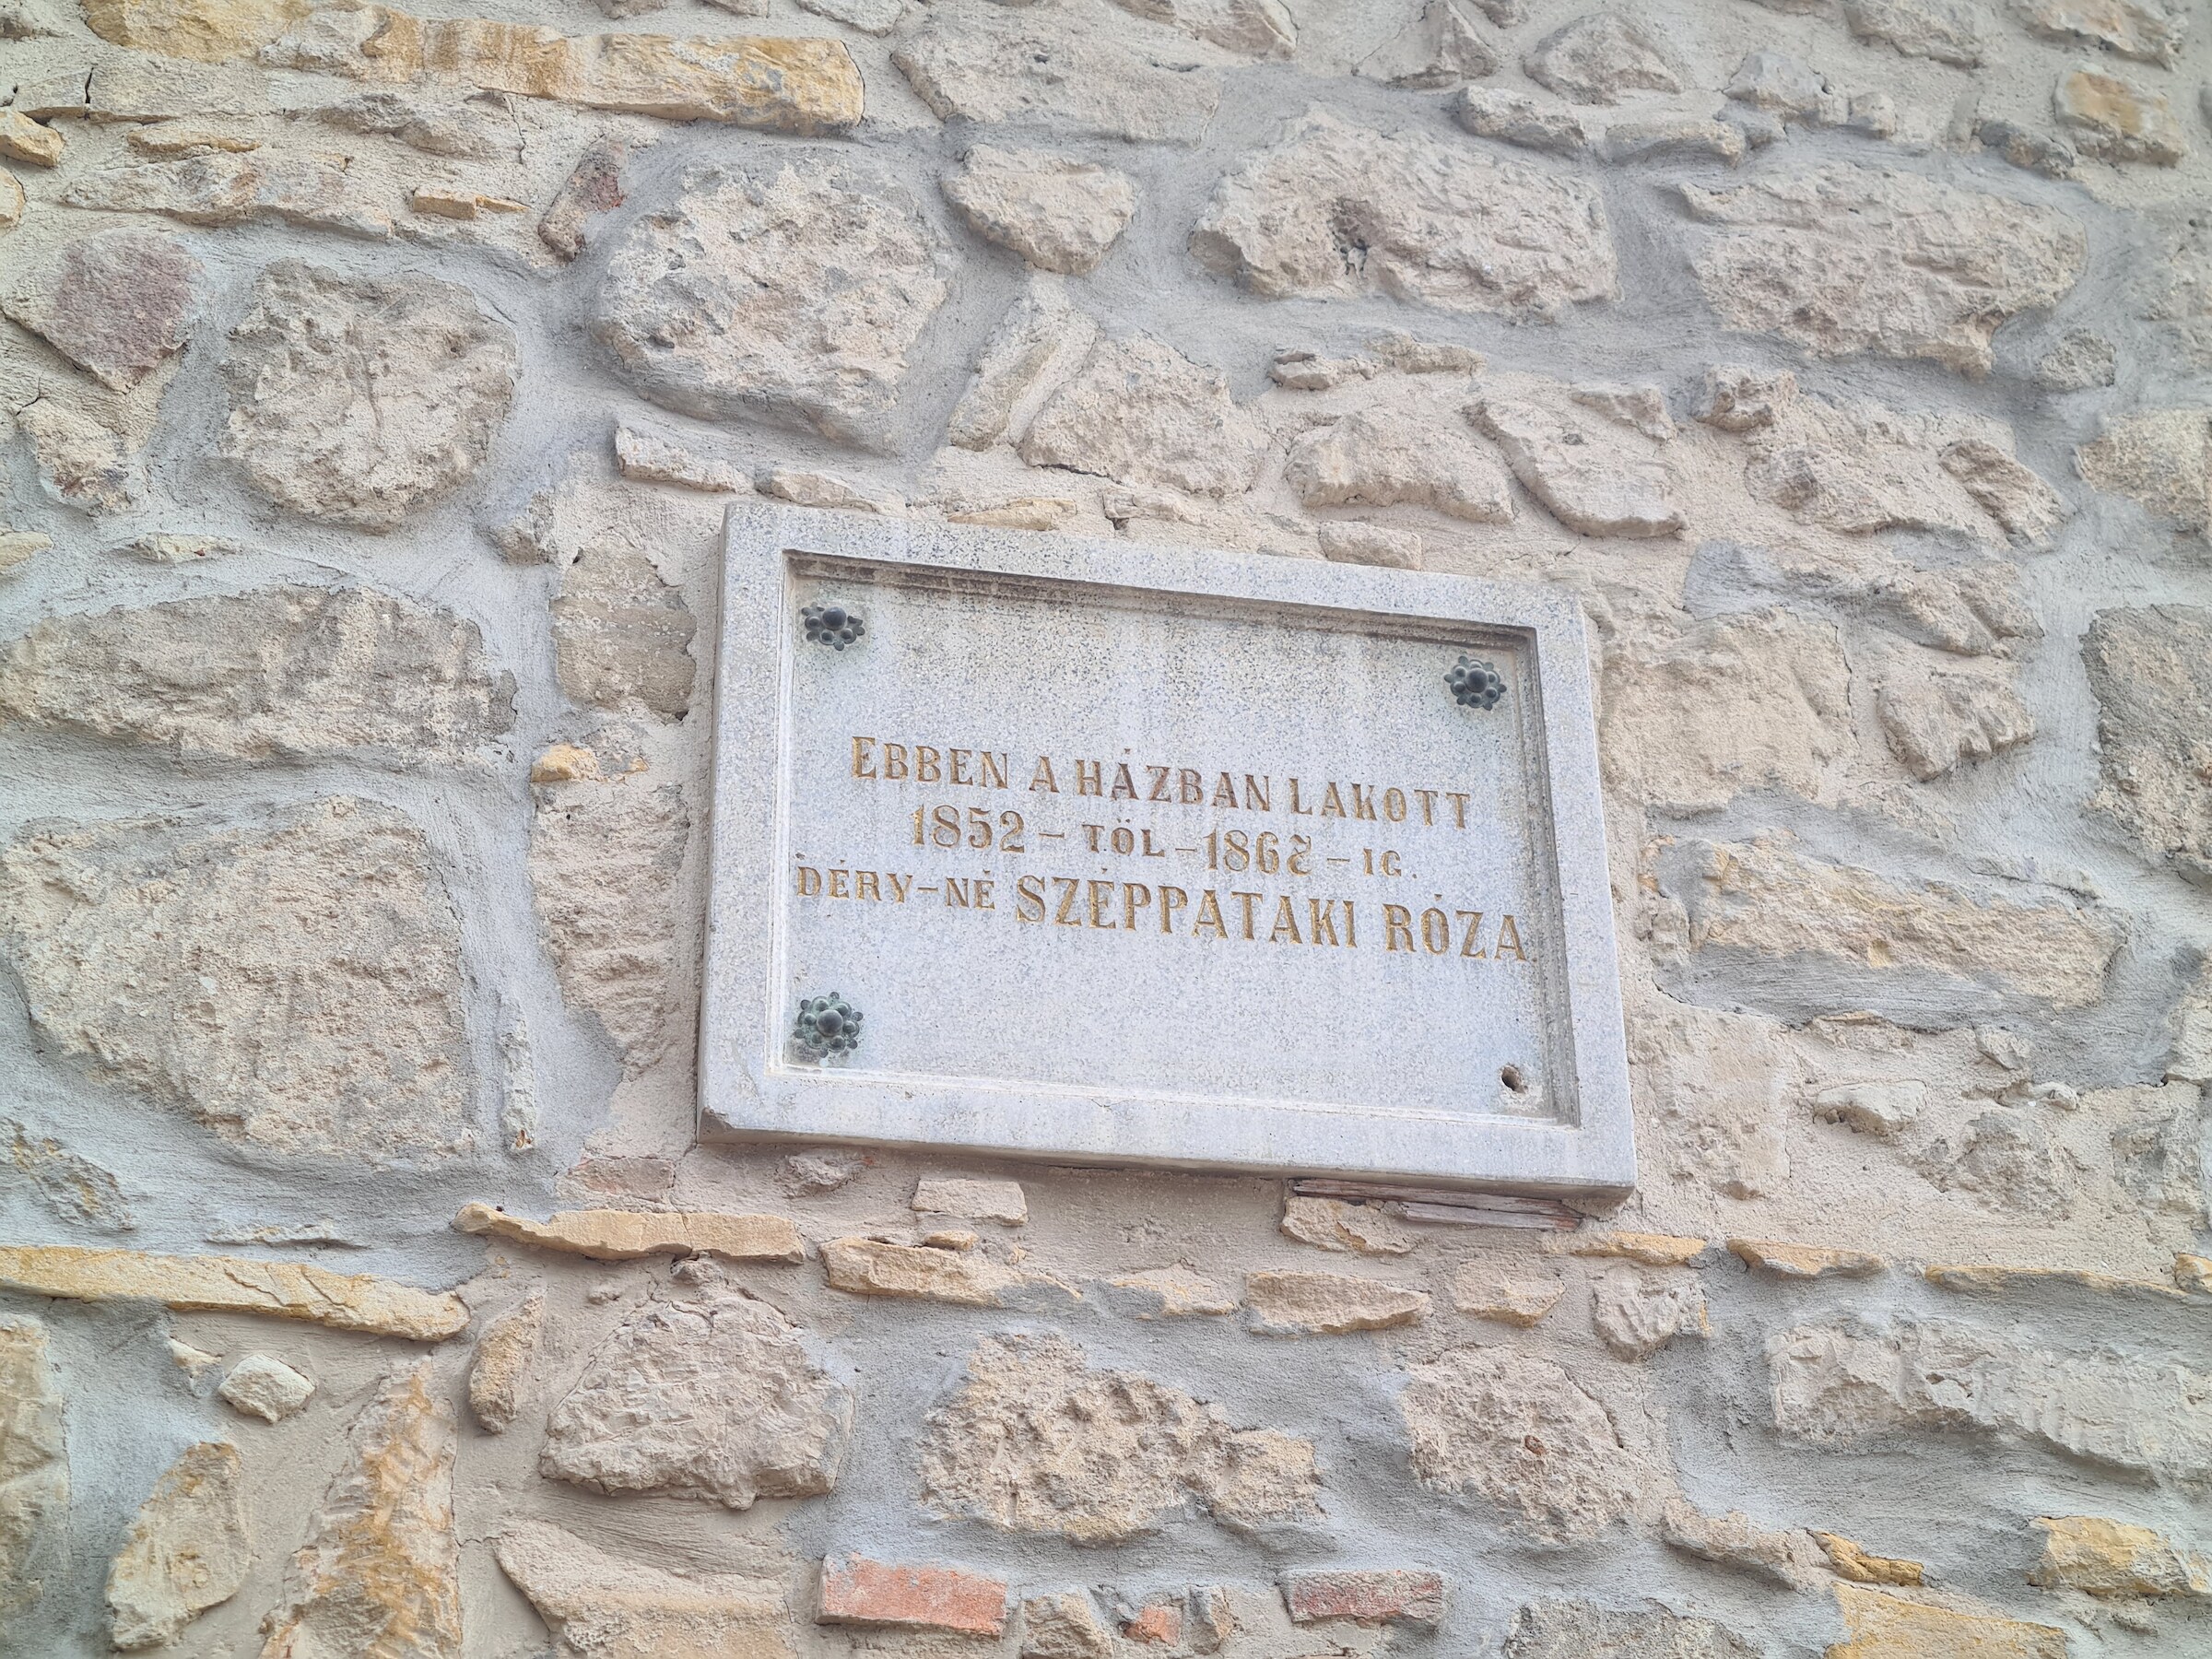 EBBEN A HÁZBAN LAKOTT
1852 – TÖL – 1868 – IG.
DÉRY-NÉ SZÉPPATAKI RÓZA.